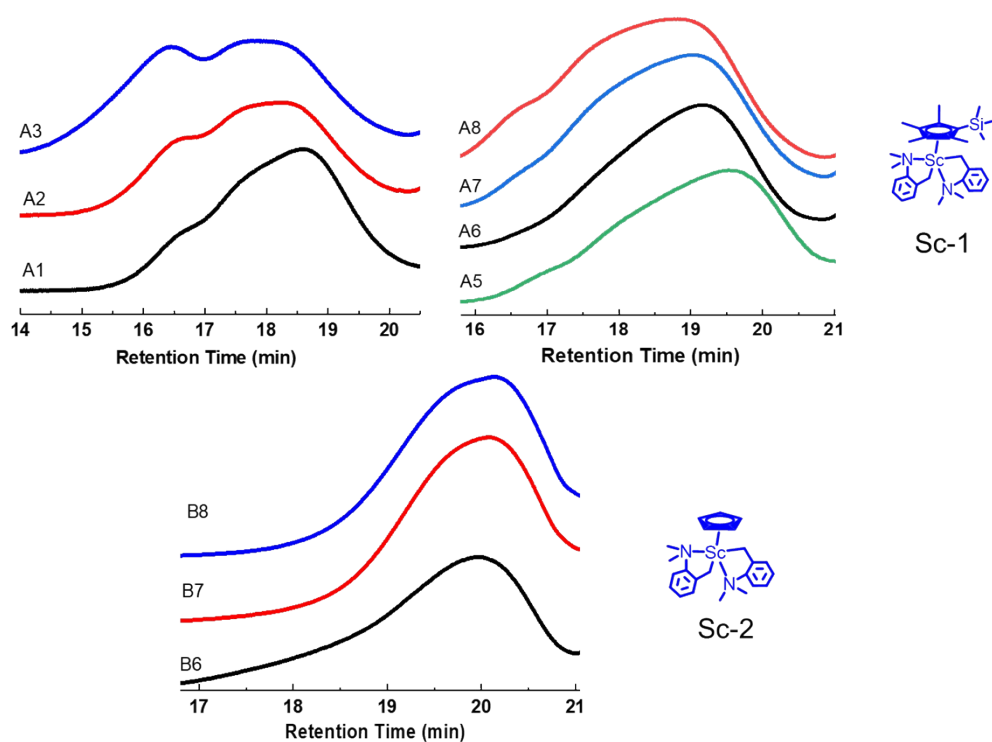 A3
A2
A1
14 15 16 17 18 19 20
Retention Time (min)
A8
A7
A6
A5
16 17 18 19 20 21
Retention Time (min)
Si
N
Sc
N
Sc-1
B8
B7
B6
17 18 19 20 21
Retention Time (min)
N
Sc
N
Sc-2